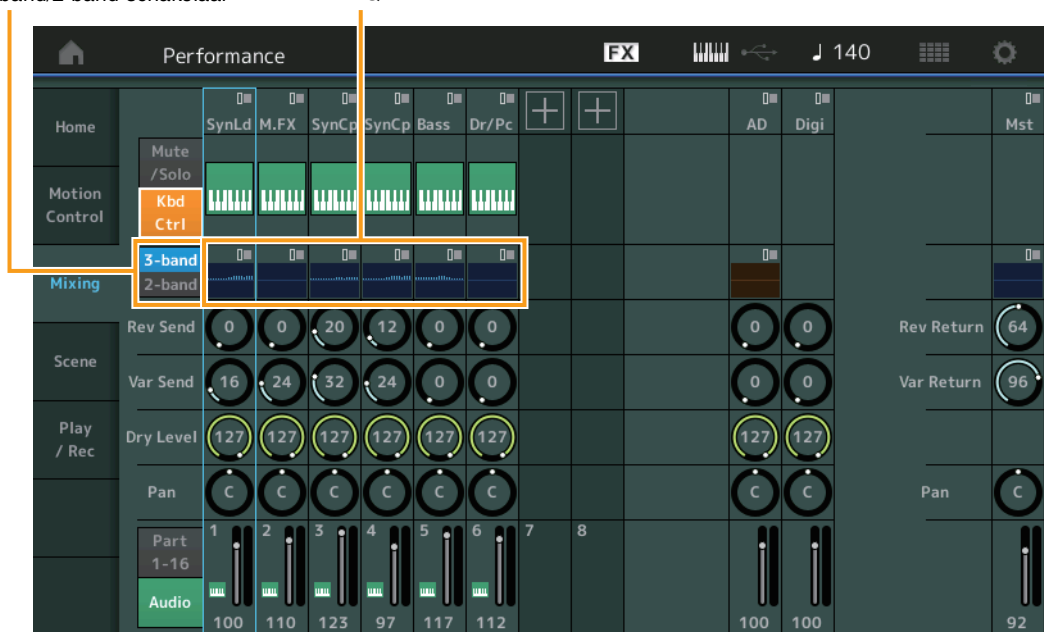 Performance FX 140
SynLd M.FX SynCp SynCp Bass Dr/Pc AD Digi Mst
Home
Mute
/Solo
Motion
Control
Kbd
Ctrl
3-band
2-band
Mixing
Rev Send 0 0 20 12 0 0 0 0 Rev Return 64
Scene
Var Send 16 24 32 24 0 0 0 0 Var Return 96
Play
/ Rec
Dry Level 127 127 127 127 127 127 127 127
Pan C C C C C C C C Pan C
1 2 3 4 5 6 7 8
Part
1-16
Audio
100 110 123 97 117 112 100 100 92